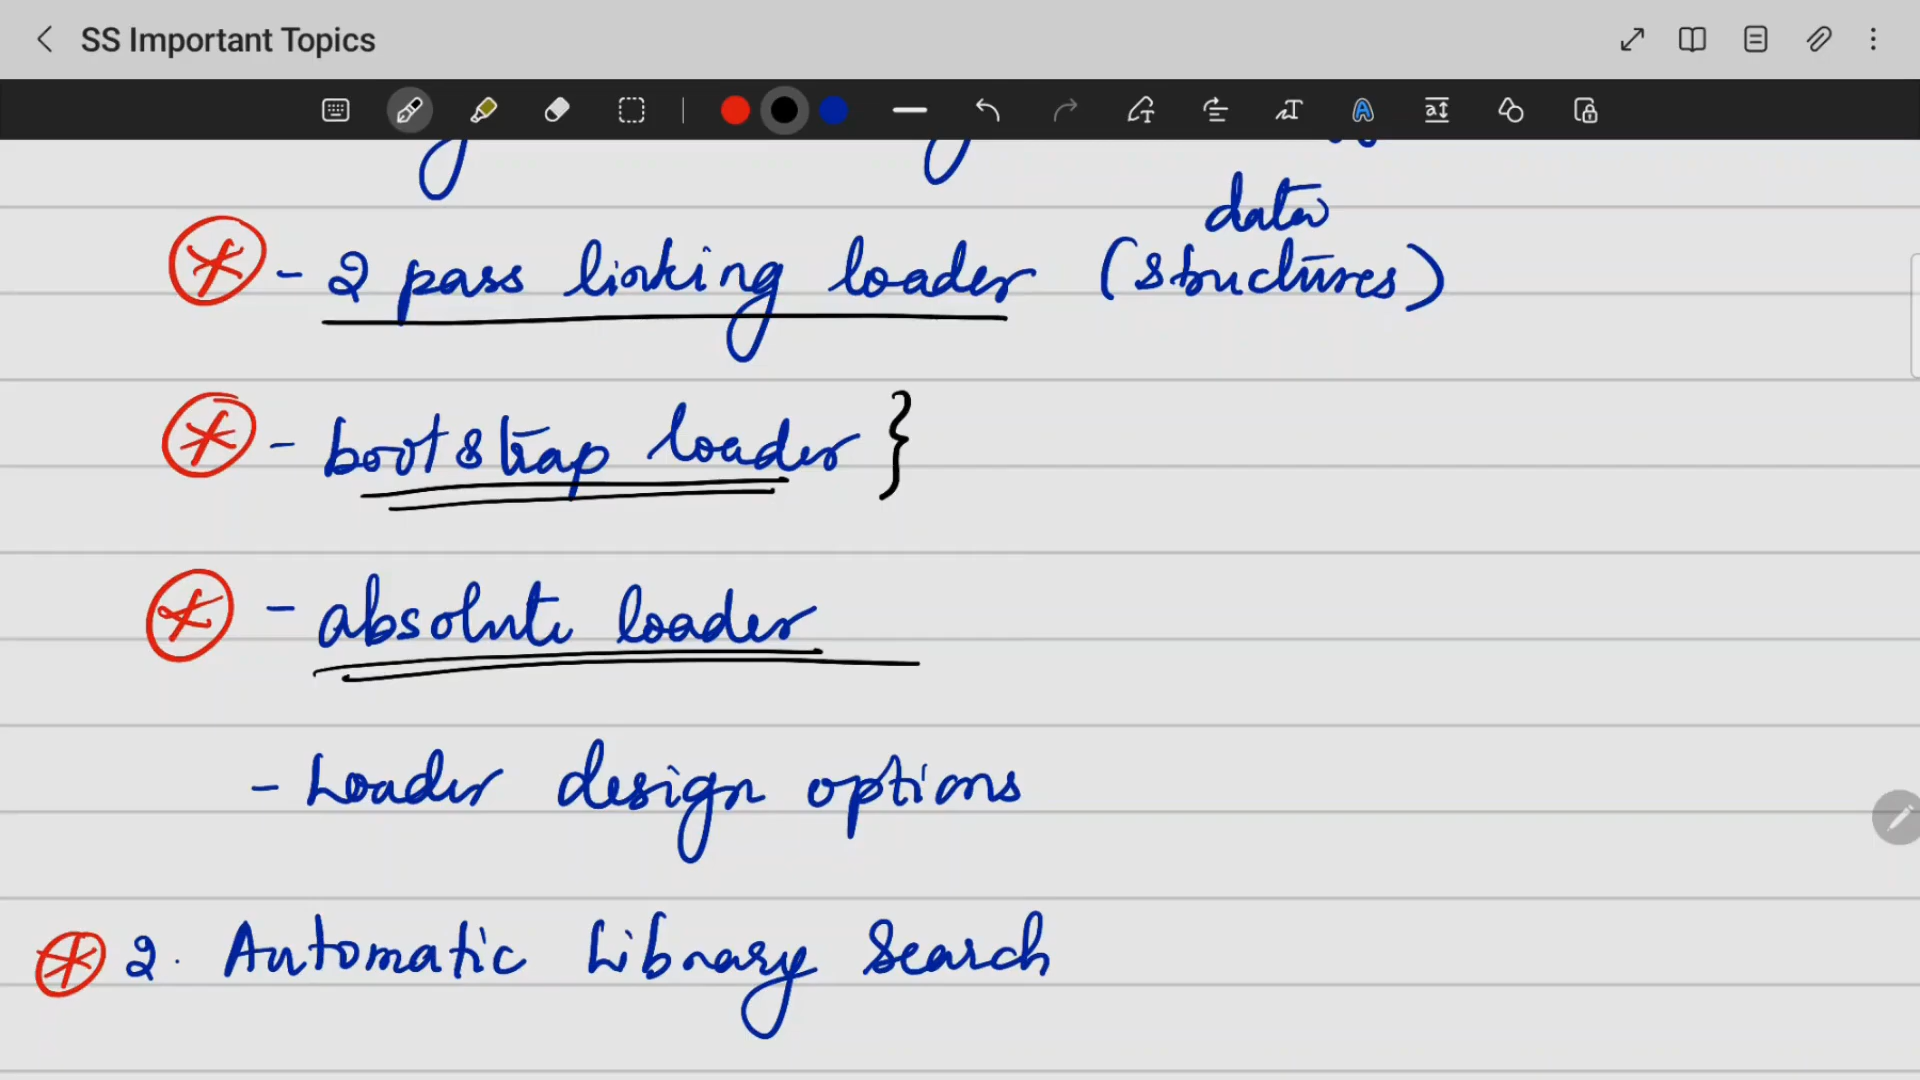 SS Important Topics
data
- 2 pass linking loader (structures)
- bootstrap loader }
- absolute loader
- Loader design options
2. Automatic Library Search